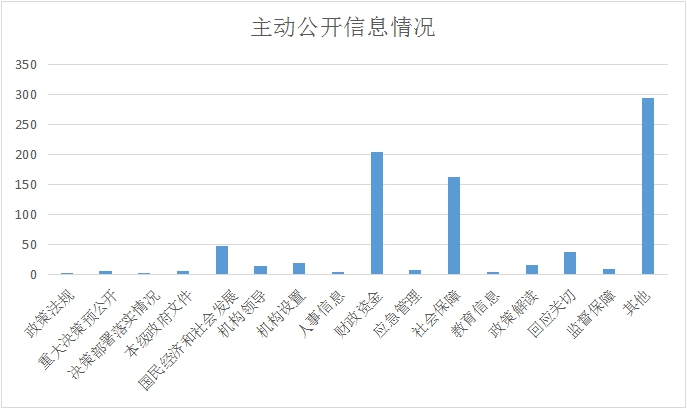 主动公开信息情况
350
300
250
200
150
100
50
0
政策法规
重大决策预公开
决策部署落实情况
本级政府文件
国民经济和社会发展
机构领导
机构设置
人事信息
财政资金
应急管理
社会保障
教育信息
政策解读
回应关切
监督保障
其他